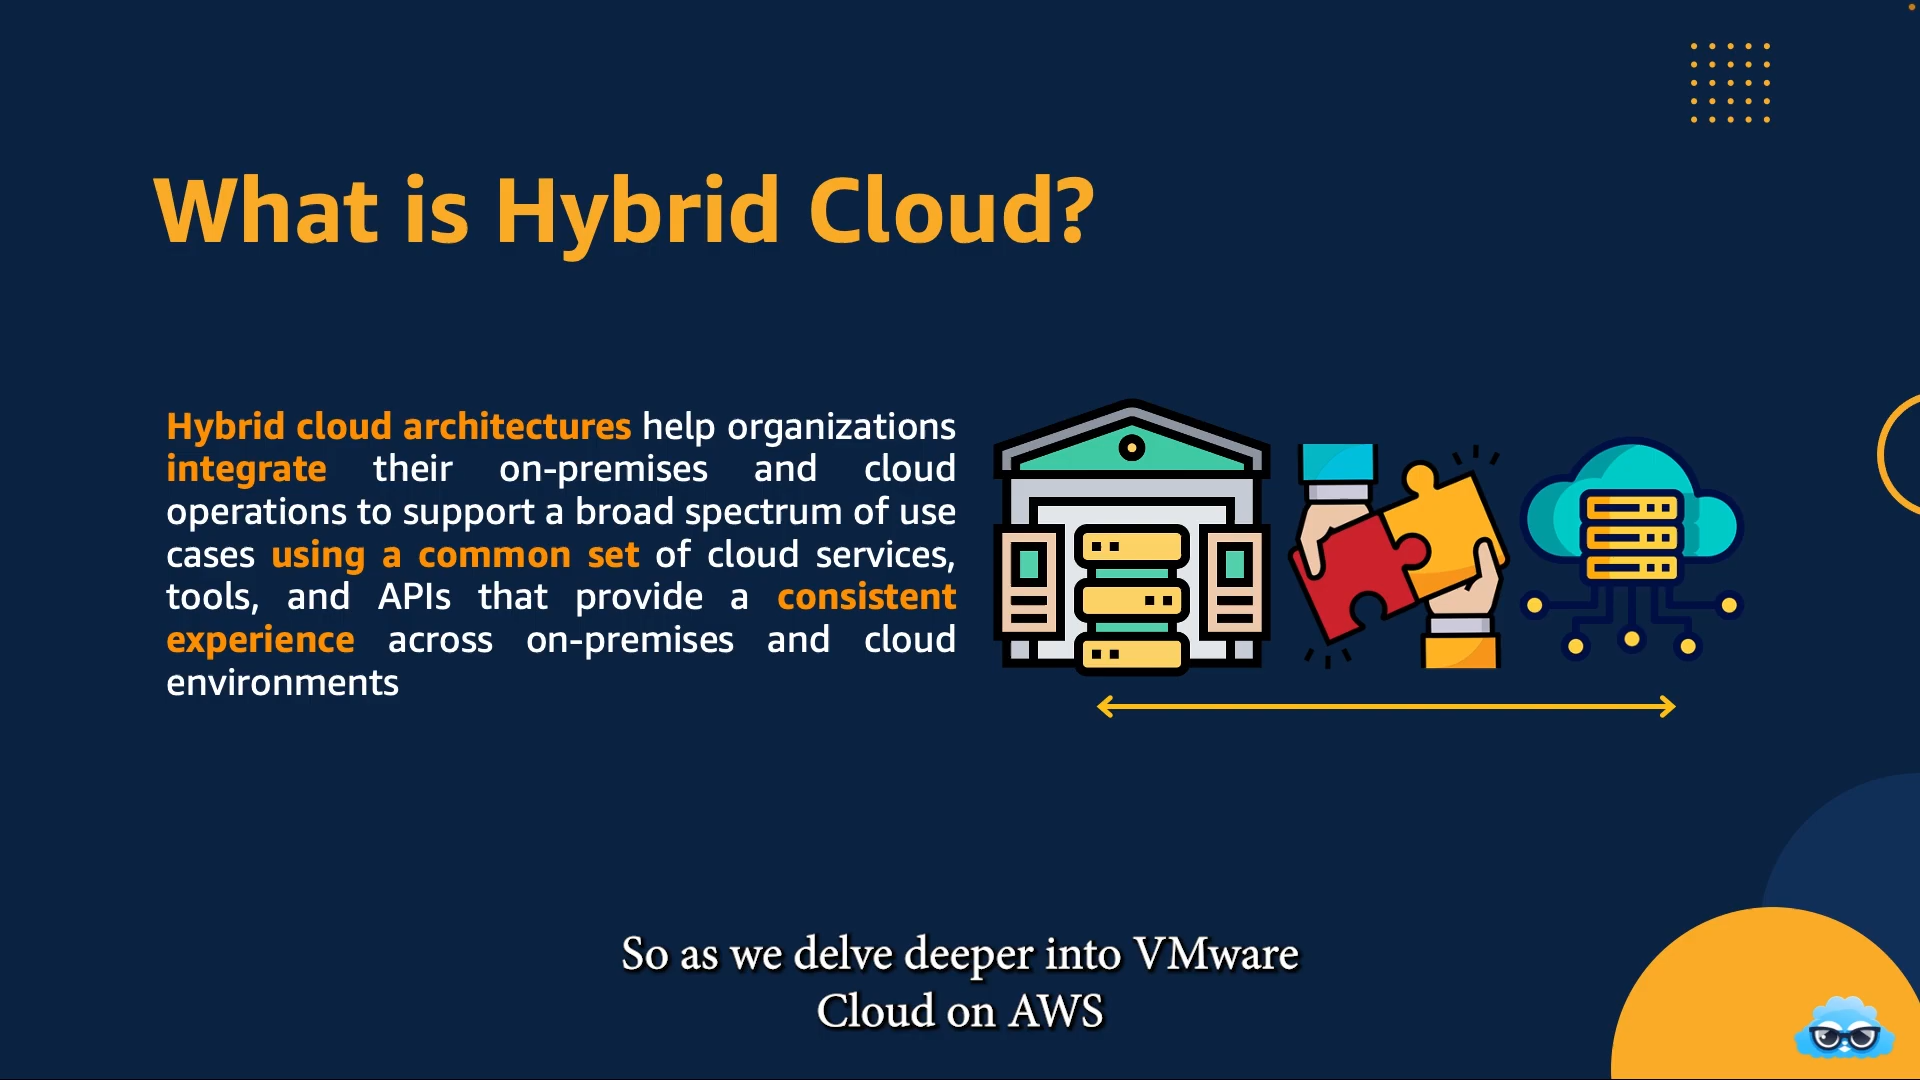 What is Hybrid Cloud?
Hybrid cloud architectures help organizations
integrate their on-premises and cloud
operations to support a broad spectrum of use
cases using a common set of cloud services,
tools, and APIs that provide a consistent
experience across on-premises and cloud
environments
So as we delve deeper into VMware
Cloud on AWS